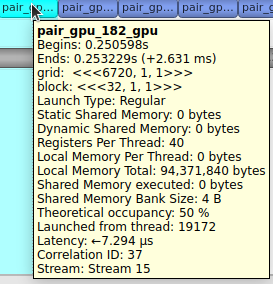 pair_gp... pair_gpu... pair_gpu... pair_gpu... pair_g
pair_gpu_182_gpu
Begins: 0.250598s
Ends: 0.253229s (+2.631 ms)
grid:  <<<6720, 1, 1>>>
block: <<<32, 1, 1>>>
Launch Type: Regular
Static Shared Memory: 0 bytes
Dynamic Shared Memory: 0 bytes
Registers Per Thread: 40
Local Memory Per Thread: 0 bytes
Local Memory Total: 94,371,840 bytes
Shared Memory executed: 0 bytes
Shared Memory Bank Size: 4 B
Theoretical occupancy: 50 %
Launched from thread: 19172
Latency: ←7.294 μs
Correlation ID: 37
Stream: Stream 15